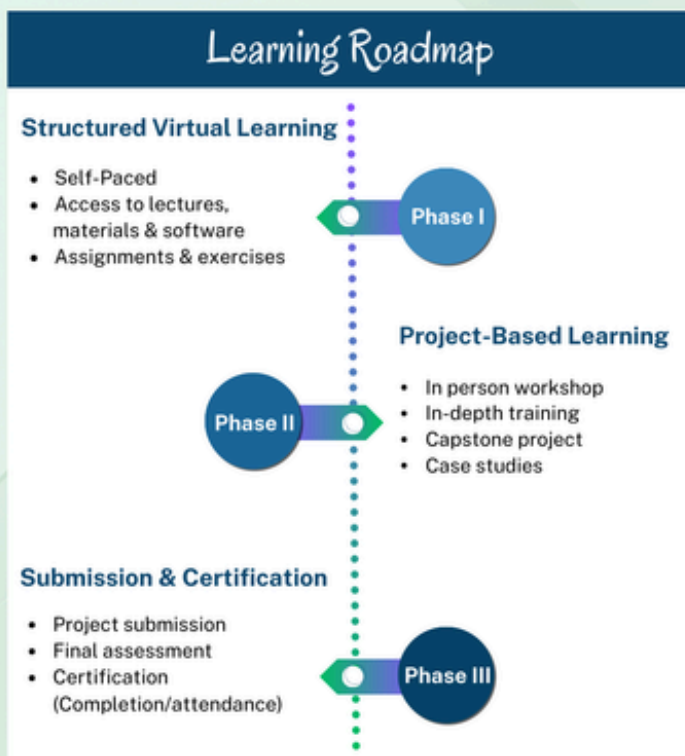 Learning Roadmap
Structured Virtual Learning
• Self-Paced
• Access to lectures,
materials & software
• Assignments & exercises
Phase I
Project-Based Learning
• In person workshop
• In-depth training
• Capstone project
• Case studies
Phase II
Submission & Certification
• Project submission
• Final assessment
• Certification
(Completion/attendance)
Phase III